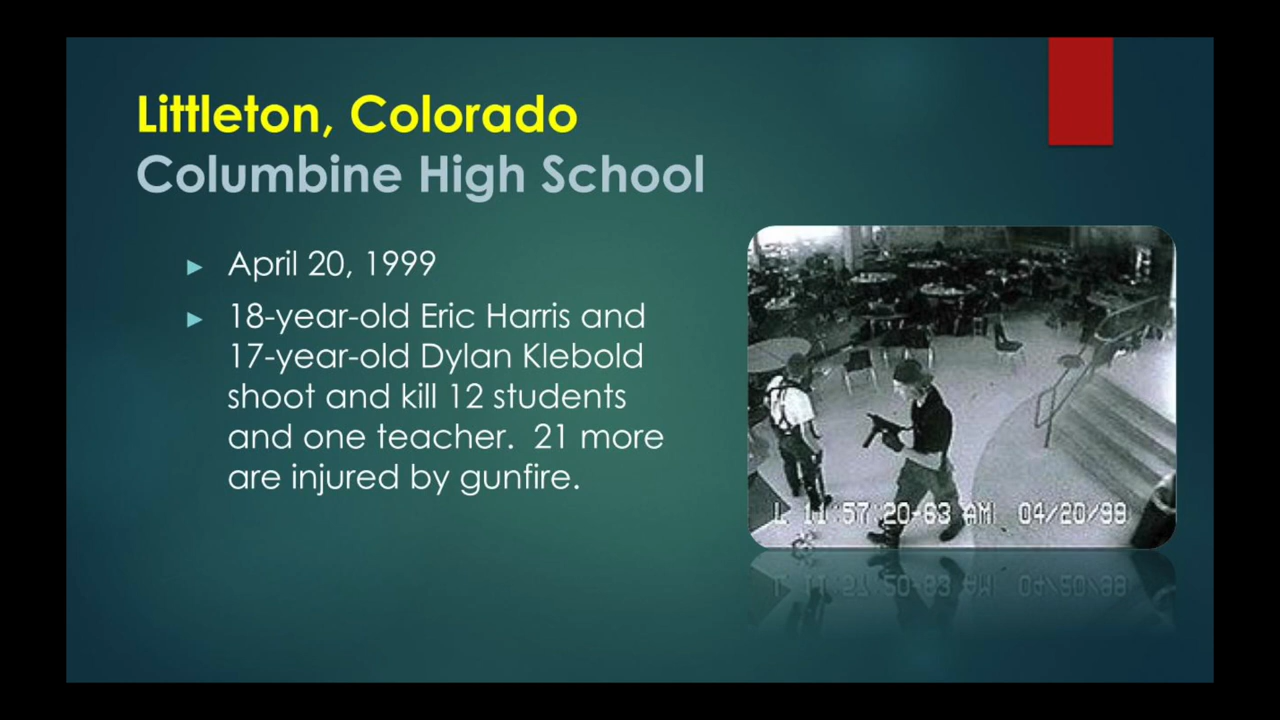 Littleton, Colorado
Columbine High School
► April 20, 1999
► 18-year-old Eric Harris and
17-year-old Dylan Klebold
shoot and kill 12 students
and one teacher.  21 more
are injured by gunfire.
L 11:57:20-63 AM 04/20/99